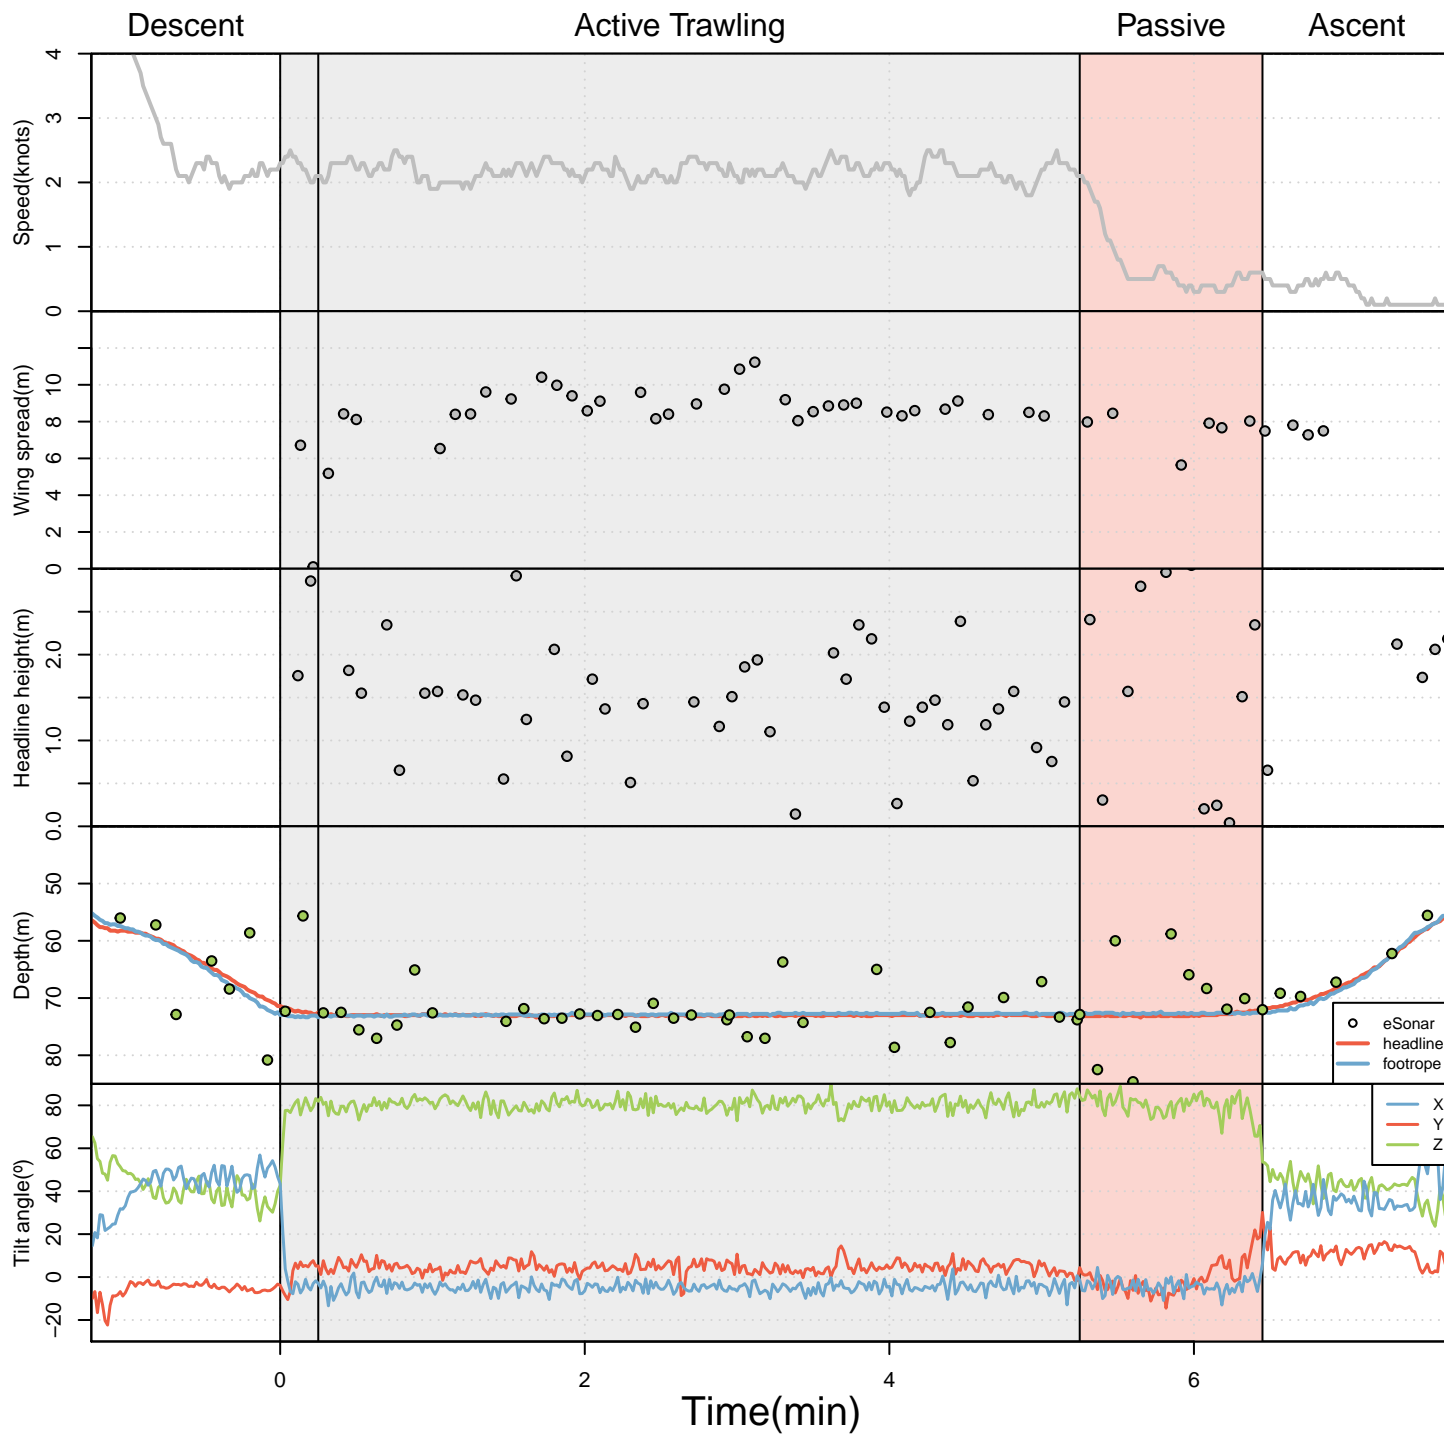 Descent Active Trawling Passive Ascent
Speed(knots)
4
3
2
1
0
Wing spread(m)
10
8
6
4
2
0
Headline height(m)
2.0
1.0
0.0
Depth(m)
50
60
70
80
eSonar
headline
footrope
Tilt angle(º)
80
60
40
20
0
−20
X
Y
Z
0 2 4 6
Time(min)